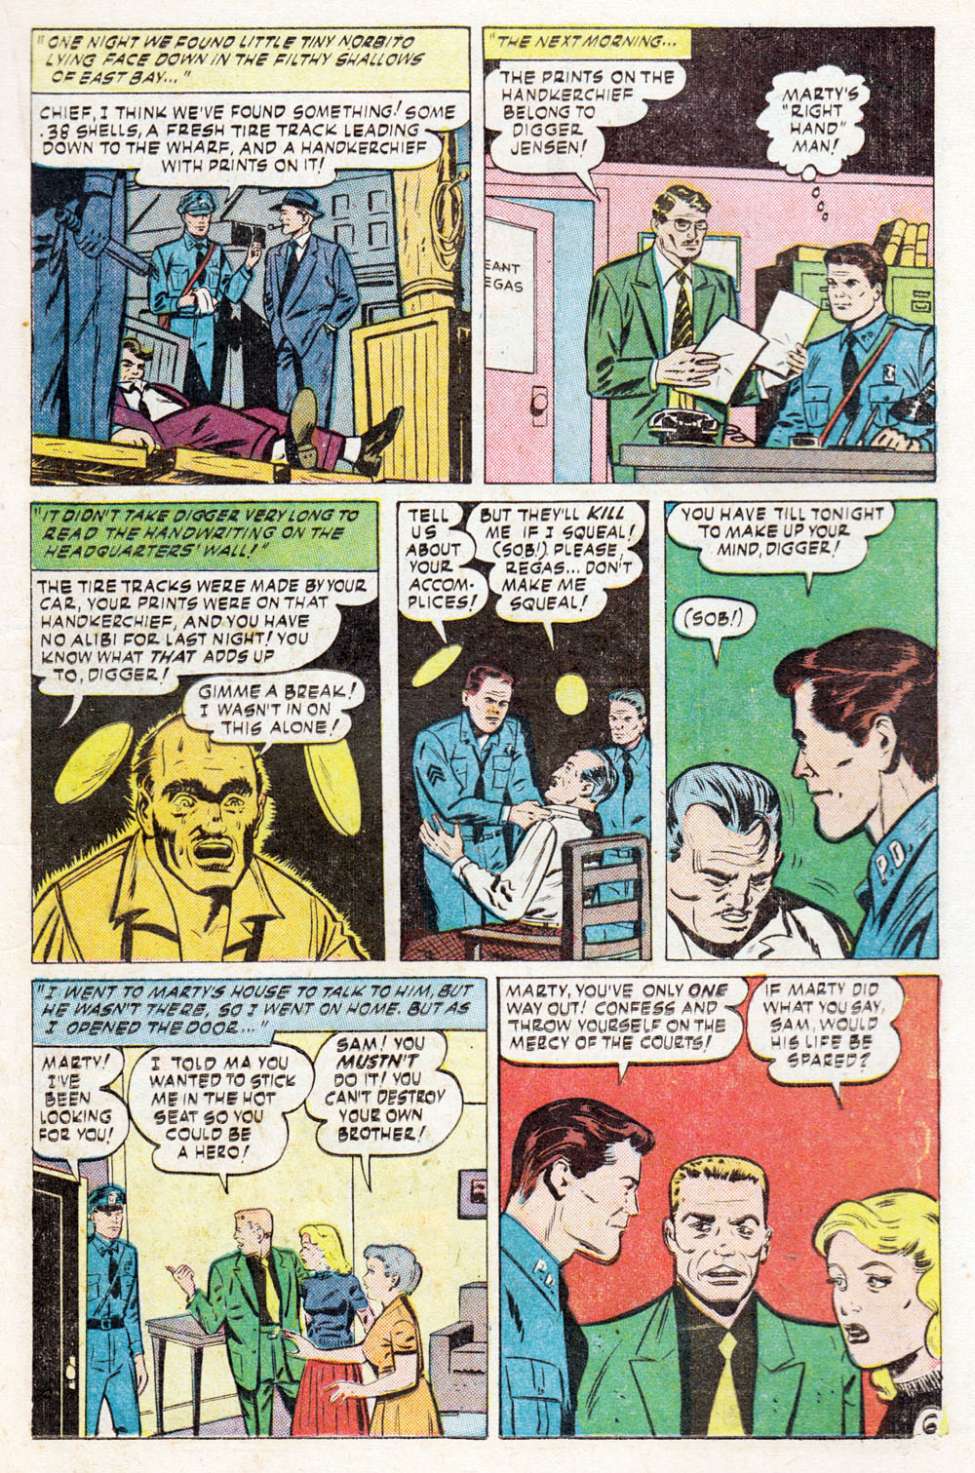 "ONE NIGHT WE FOUND LITTLE TINY NORBITO
LYING FACE DOWN IN THE FILTHY SHALLOWS
OF EAST BAY..."
CHIEF, I THINK WE'VE FOUND SOMETHING! SOME
.38 SHELLS, A FRESH TIRE TRACK LEADING
DOWN TO THE WHARF, AND A HANDKERCHIEF
WITH PRINTS ON IT!
"THE NEXT MORNING...
THE PRINTS ON THE
HANDKERCHIEF
BELONG TO
DIGGER
JENSEN!
MARTY'S
"RIGHT
HAND"
MAN!
EANT
EGAS
P.D.
"IT DIDN'T TAKE DIGGER VERY LONG TO
READ THE HANDWRITING ON THE
HEADQUARTERS' WALL!"
THE TIRE TRACKS WERE MADE BY YOUR
CAR, YOUR PRINTS WERE ON THAT
HANDKERCHIEF, AND YOU HAVE
NO ALIBI FOR LAST NIGHT! YOU
KNOW WHAT THAT ADDS UP
TO, DIGGER!
GIMME A BREAK!
I WASN'T IN ON
THIS ALONE!
TELL
US
ABOUT
YOUR
ACCOM-
PLICES!
BUT THEY'LL KILL
ME IF I SQUEAL!
(SOB!) PLEASE,
REGAS... DON'T
MAKE ME
SQUEAL!
YOU HAVE TILL TONIGHT
TO MAKE UP YOUR
MIND, DIGGER!
(SOB!)
P.D.
"I WENT TO MARTY'S HOUSE TO TALK TO HIM, BUT
HE WASN'T THERE, SO I WENT ON HOME. BUT AS
I OPENED THE DOOR..."
MARTY!
I'VE
BEEN
LOOKING
FOR YOU!
I TOLD MA YOU
WANTED TO STICK
ME IN THE HOT
SEAT SO YOU
COULD BE
A HERO!
SAM! YOU
MUSTN'T
DO IT! YOU
CAN'T DESTROY
YOUR OWN
BROTHER!
MARTY, YOU'VE ONLY ONE
WAY OUT! CONFESS AND
THROW YOURSELF ON THE
MERCY OF THE COURTS!
IF MARTY DID
WHAT YOU SAY,
SAM, WOULD
HIS LIFE BE
SPARED?
P.D.
6